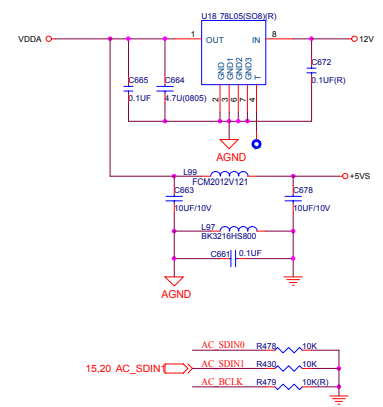 U18 78L05(SO8)(R)
VDDA 1 OUT IN 8 12V
GND GND1 GND2 GND3 T
2 3 6 7 4
C665 0.1UF
C664 4.7U(0805)
C672 0.1UF(R)
AGND
L99
FCM2012V121
+5VS
C663 10UF/10V
C678 10UF/10V
L97
BK3216HS800
C661 0.1UF
AGND
AC_SDIN0 R478 10K
15,20 AC_SDIN1 AC_SDIN1 R430 10K
AC_BCLK R479 10K(R)